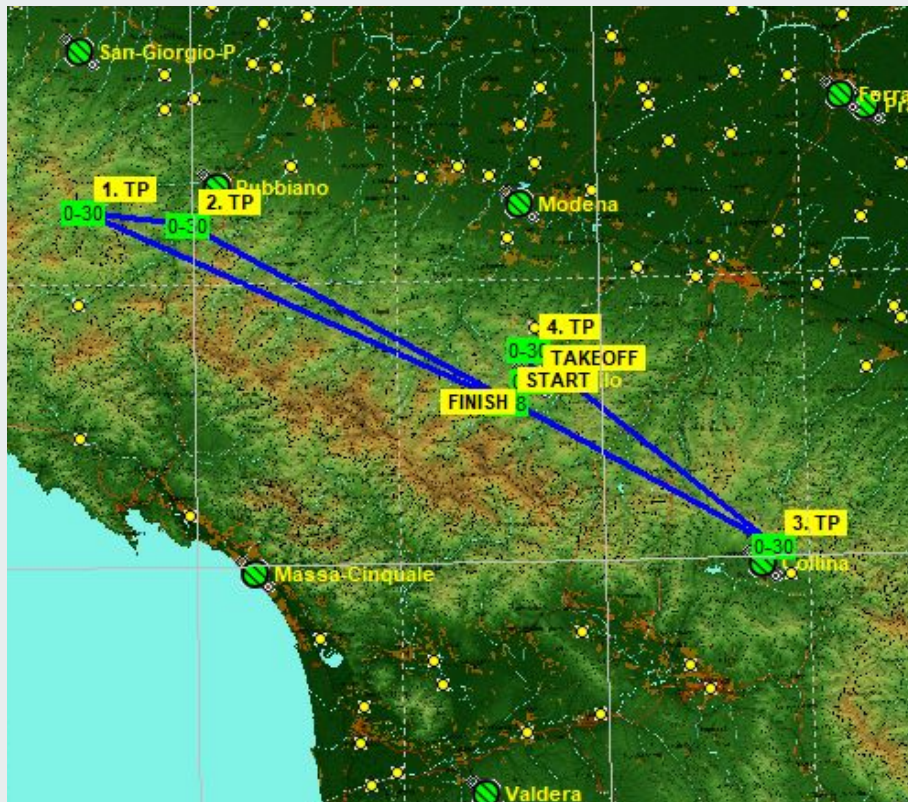 San-Giorgio-P
1. TP
0-30
Rubbiano
2. TP
0-30
Modena
4. TP
0-30
TAKEOFF
START
FINISH
3. TP
0-30
Collina
Massa-Cinquale
Valdera